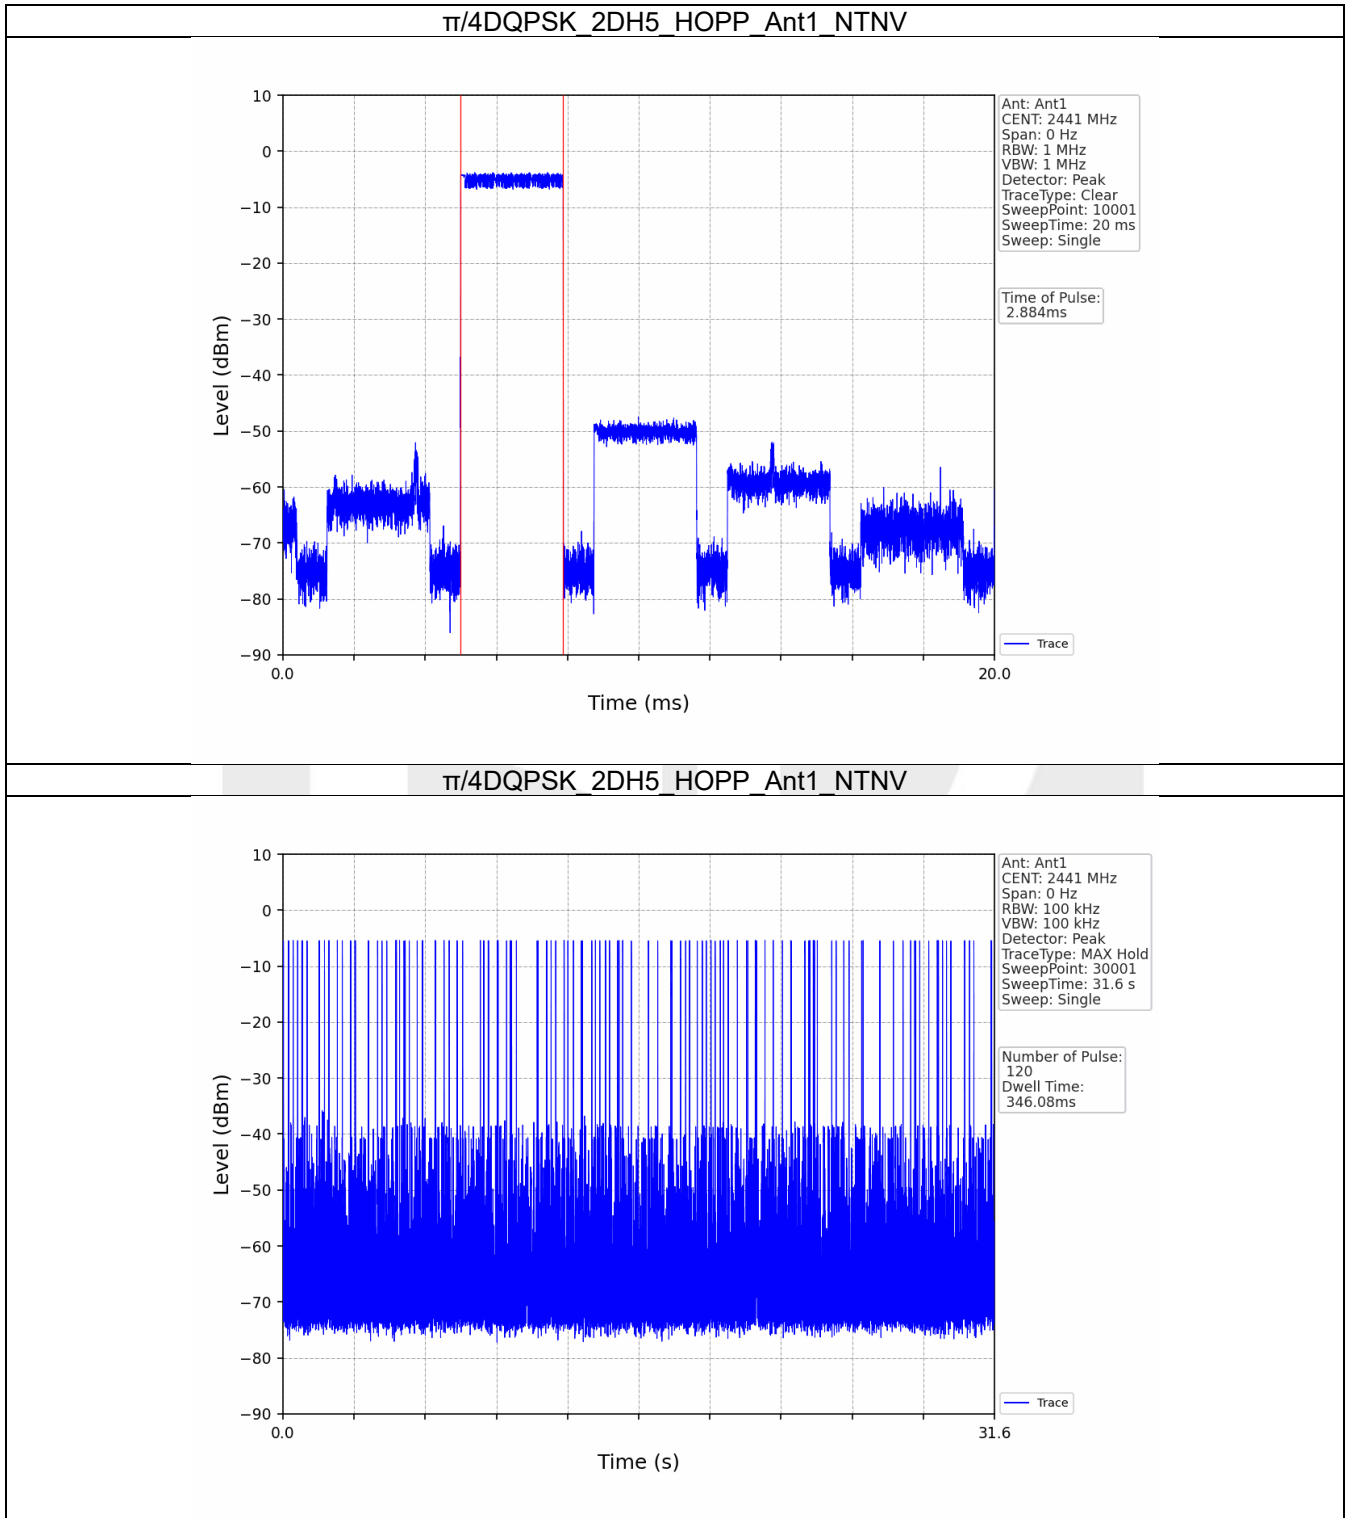 π/4DQPSK_2DH5_HOPP_Ant1_NTNV
10
0
−10
−20
−30
−40
−50
−60
−70
−80
−90
Level (dBm)
0.0
20.0
Time (ms)
Ant: Ant1
CENT: 2441 MHz
Span: 0 Hz
RBW: 1 MHz
VBW: 1 MHz
Detector: Peak
TraceType: Clear
SweepPoint: 10001
SweepTime: 20 ms
Sweep: Single
Time of Pulse:
2.884ms
Trace
π/4DQPSK_2DH5_HOPP_Ant1_NTNV
10
0
−10
−20
−30
−40
−50
−60
−70
−80
−90
Level (dBm)
0.0
31.6
Time (s)
Ant: Ant1
CENT: 2441 MHz
Span: 0 Hz
RBW: 100 kHz
VBW: 100 kHz
Detector: Peak
TraceType: MAX Hold
SweepPoint: 30001
SweepTime: 31.6 s
Sweep: Single
Number of Pulse:
120
Dwell Time:
346.08ms
Trace